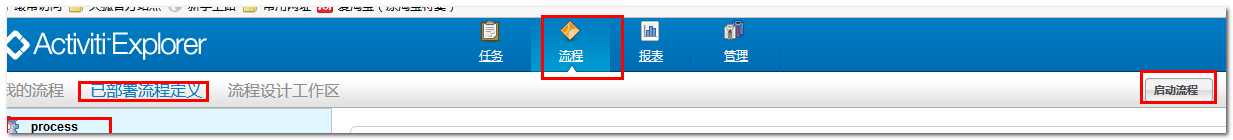 Activiti Explorer
任务
流程
报表
管理
我的流程
已部署流程定义
流程设计工作区
启动流程
process